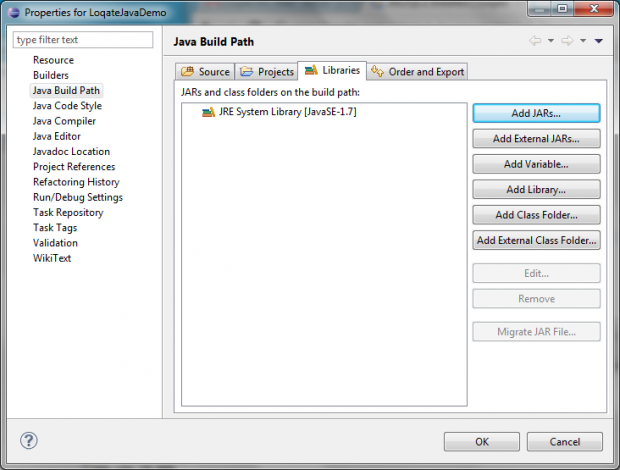 Properties for LoqateJavaDemo
type filter text
Resource
Builders
Java Build Path
Java Code Style
Java Compiler
Java Editor
Javadoc Location
Project References
Refactoring History
Run/Debug Settings
Task Repository
Task Tags
Validation
WikiText
Java Build Path
Source Projects Libraries Order and Export
JARs and class folders on the build path:
JRE System Library [JavaSE-1.7]
Add JARs...
Add External JARs...
Add Variable...
Add Library...
Add Class Folder...
Add External Class Folder...
Edit...
Remove
Migrate JAR File...
?
OK Cancel